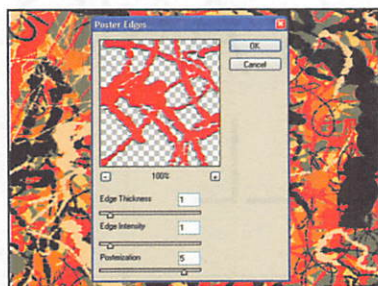 Poster Edges
OK
Cancel
100%
Edge Thickness 1
Edge Intensity 1
Posterization 5